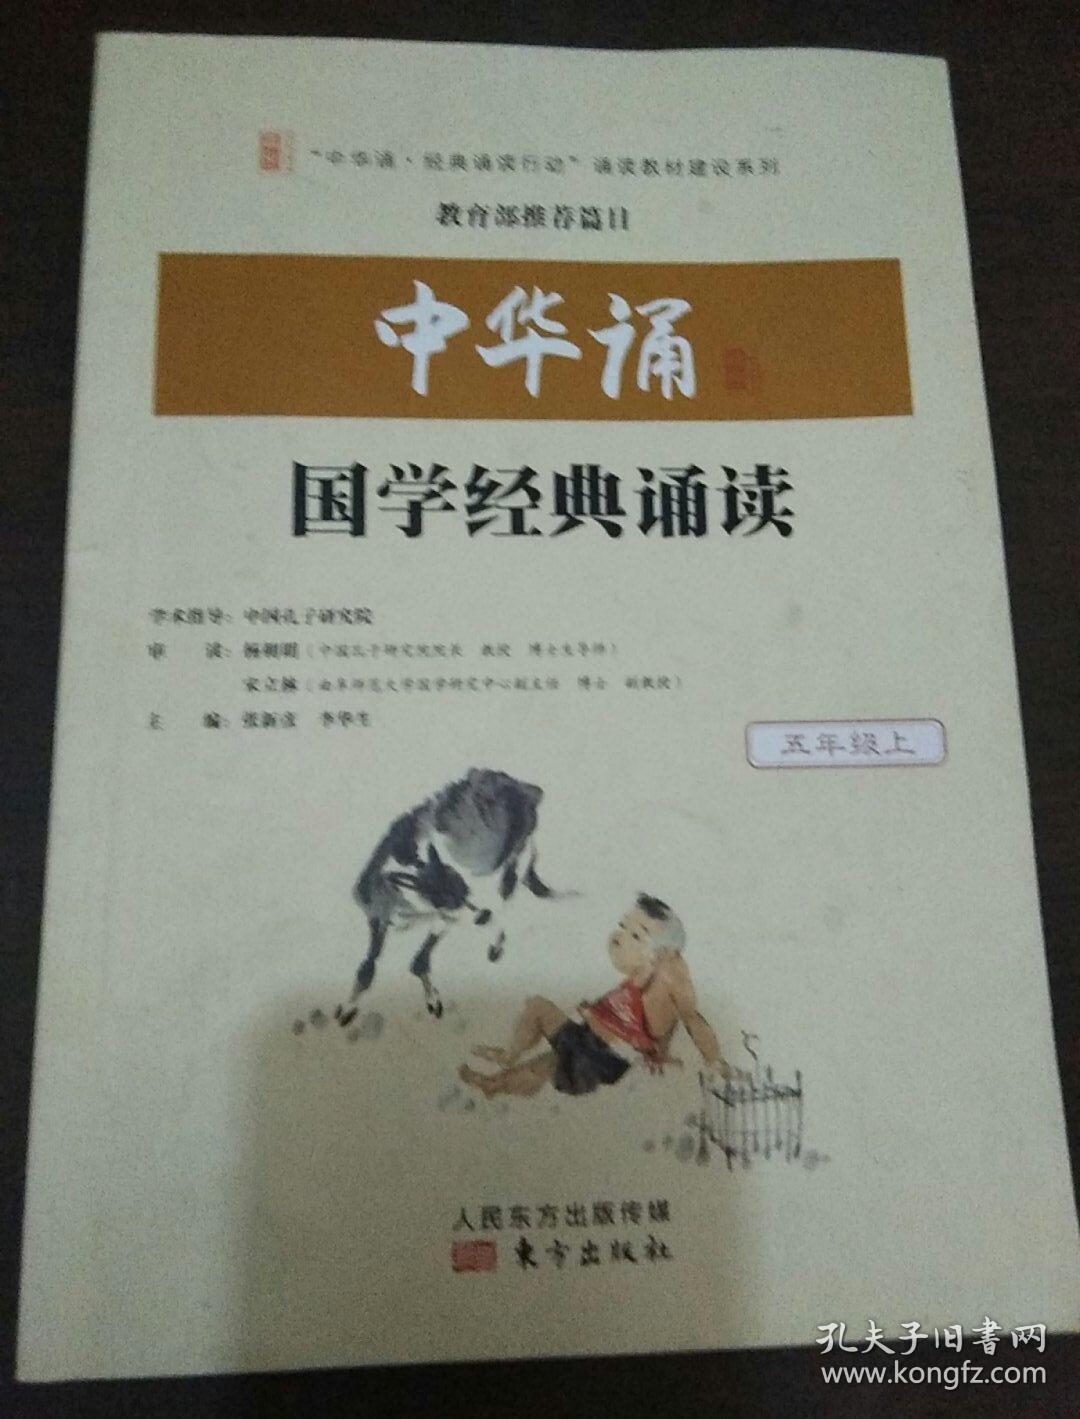 “中华诵·经典诵读行动”诵读教材建设系列
教育部推荐篇目
中华诵
国学经典诵读
学术指导：中国孔子研究院
审　读：杨朝明（中国孔子研究院院长　教授　博士生导师）
宋立林（曲阜师范大学国学研究中心副主任　博士　副教授）
主　编：张新彦　李华生
五年级上
人民东方出版传媒
东方出版社
孔夫子旧書网
www.kongfz.com